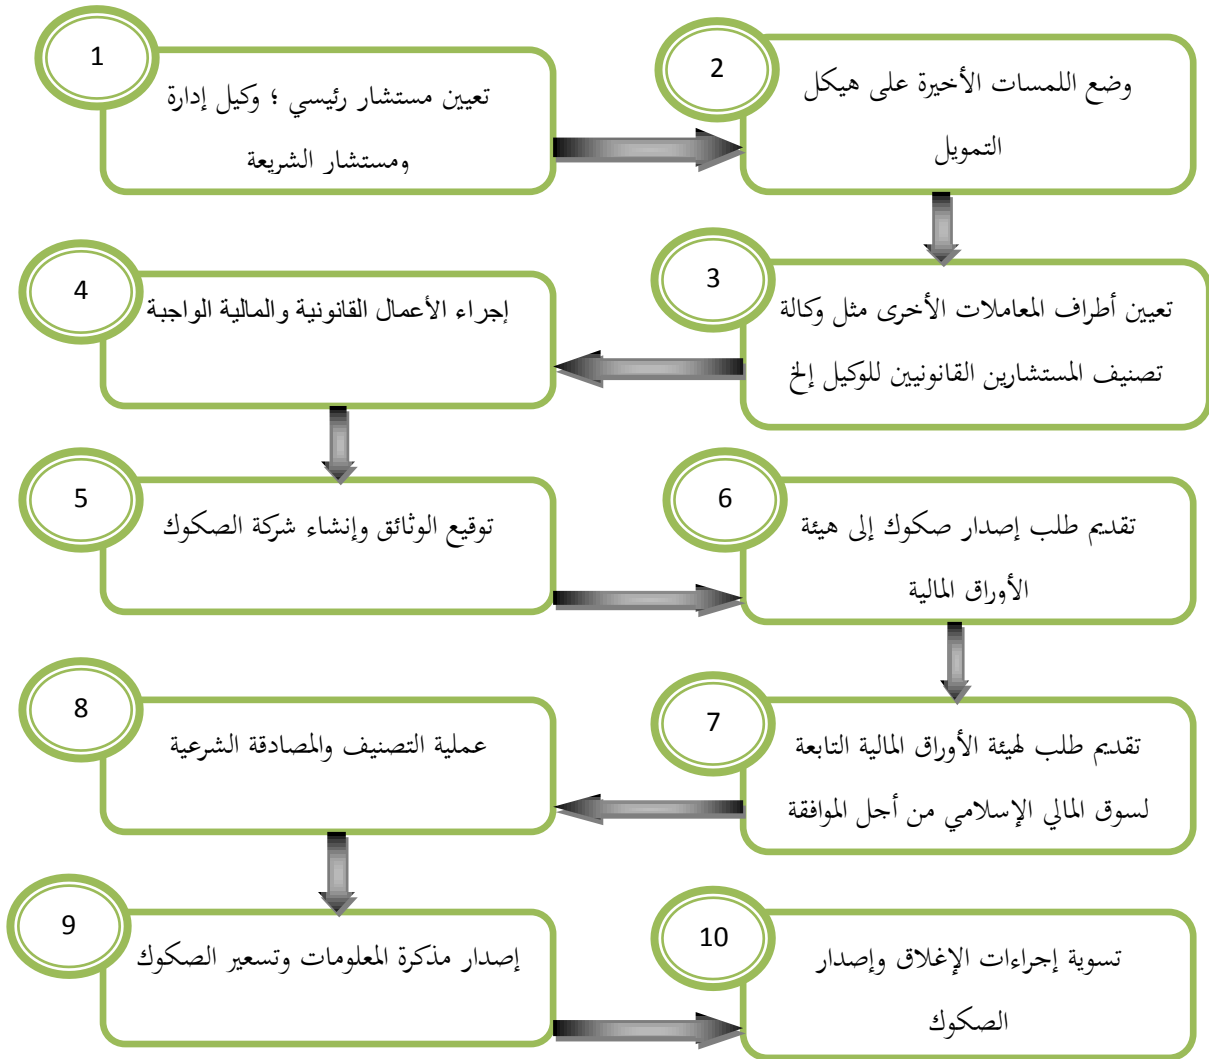 1
تعيين مستشار رئيسي ؛ وكيل إدارة
ومستشار الشريعة
2
وضع اللمسات الأخيرة على هيكل
التمويل
3
تعيين أطراف المعاملات الأخرى مثل وكالة
تصنيف المستشارين القانونيين للوكيل إلخ
4
إجراء الأعمال القانونية والمالية الواجبة
5
توقيع الوثائق وإنشاء شركة الصكوك
6
تقديم طلب إصدار صكوك إلى هيئة
الأوراق المالية
7
تقديم طلب لهيئة الأوراق المالية التابعة
لسوق المالي الإسلامي من أجل الموافقة
8
عملية التصنيف والمصادقة الشرعية
9
إصدار مذكرة المعلومات وتسعير الصكوك
10
تسوية إجراءات الإغلاق وإصدار
الصكوك